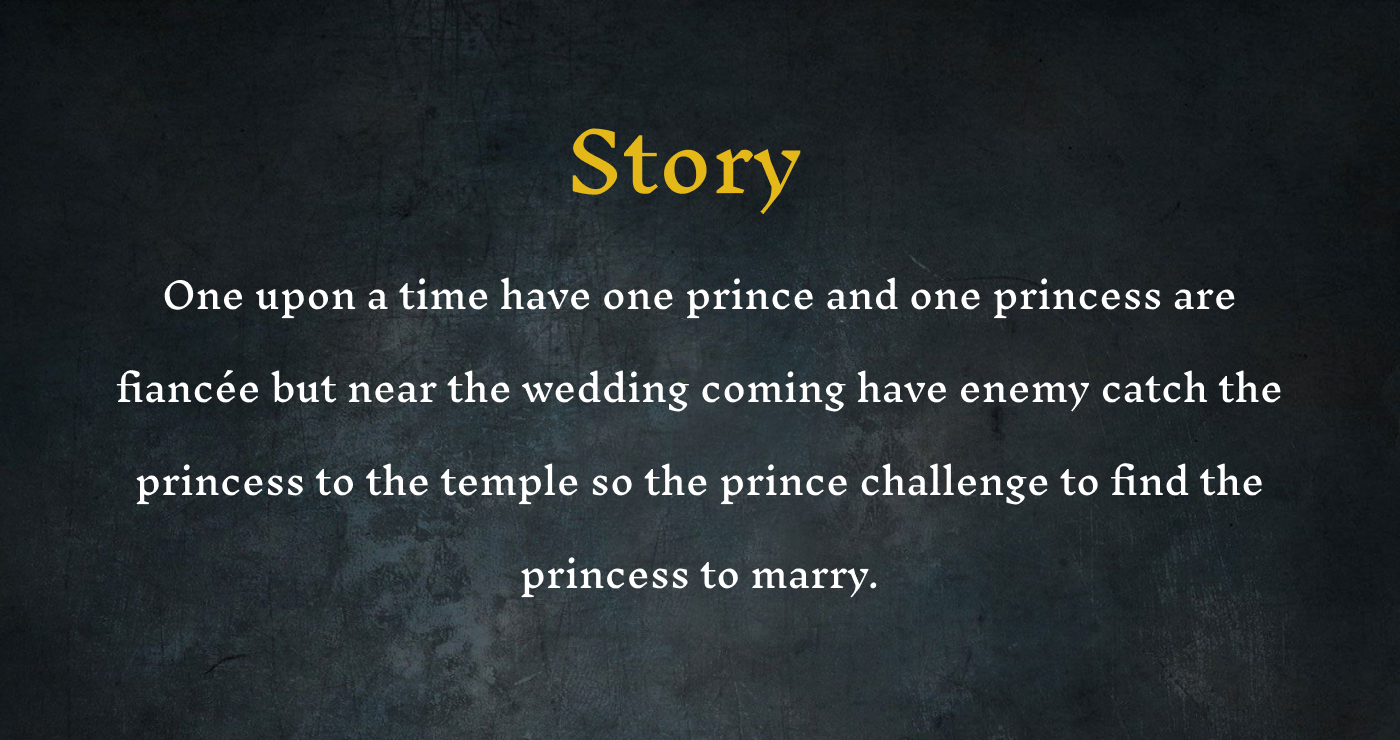 Story
One upon a time have one prince and one princess are
fiancée but near the wedding coming have enemy catch the
princess to the temple so the prince challenge to find the
princess to marry.